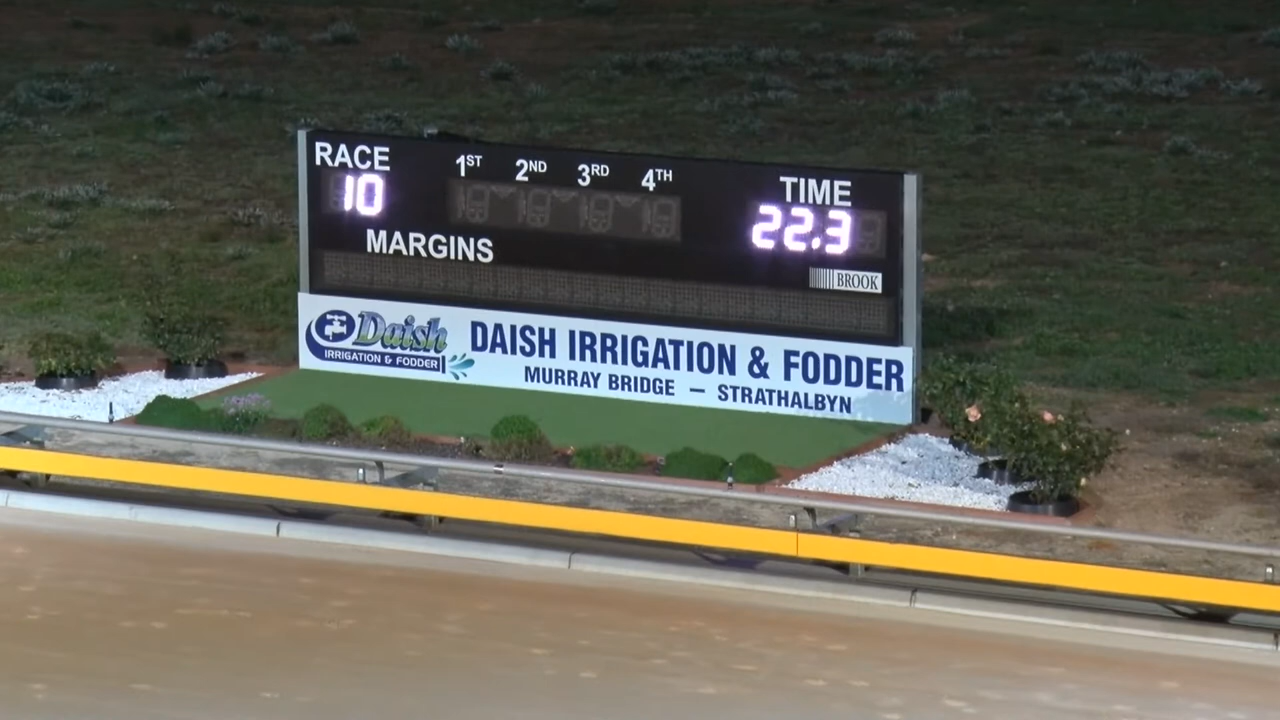 RACE 1ST 2ND 3RD 4TH TIME
10 22.3
MARGINS
BROOK
Daish
IRRIGATION & FODDER
DAISH IRRIGATION & FODDER
MURRAY BRIDGE — STRATHALBYN